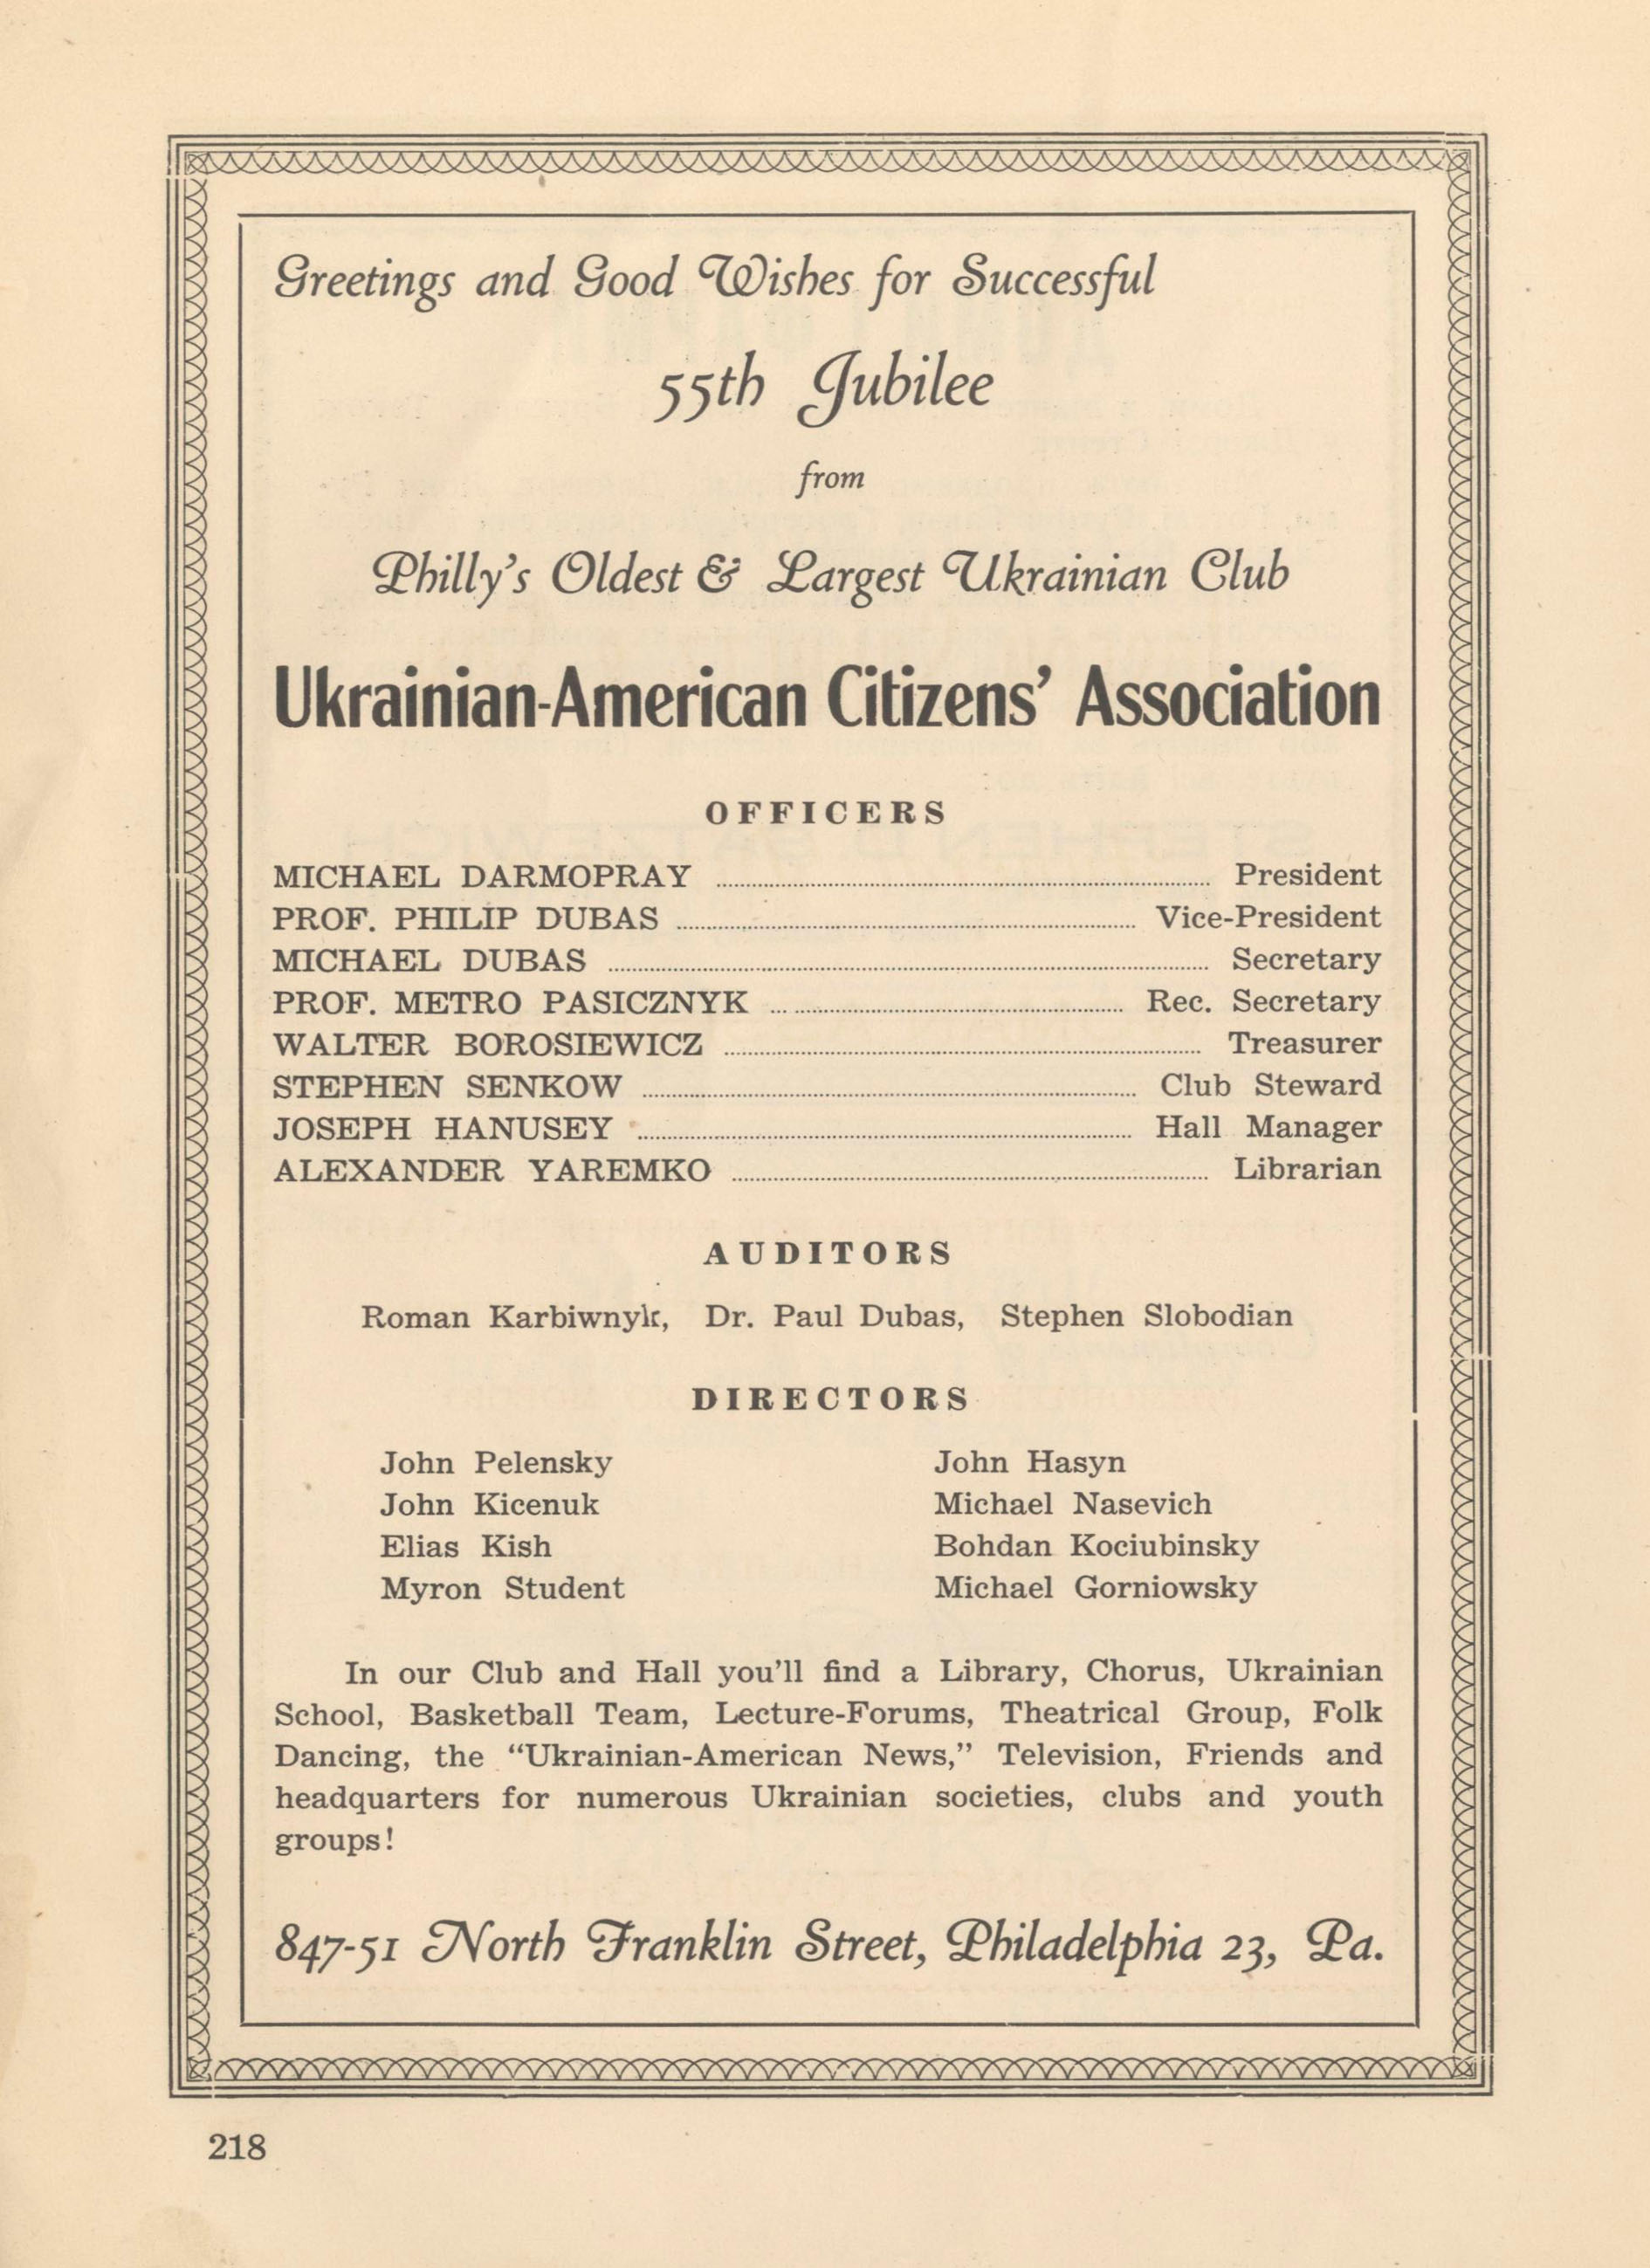 Greetings and Good Wishes for Successful
55th Jubilee
from
Philly's Oldest & Largest Ukrainian Club
Ukrainian-American Citizens' Association
OFFICERS
MICHAEL DARMOPRAY ........ President
PROF. PHILIP DUBAS ........ Vice-President
MICHAEL DUBAS ........ Secretary
PROF. METRO PASICZNYK ........ Rec. Secretary
WALTER BOROSIEWICZ ........ Treasurer
STEPHEN SENKOW ........ Club Steward
JOSEPH HANUSEY ........ Hall Manager
ALEXANDER YAREMKO ........ Librarian
AUDITORS
Roman Karbiwnyk, Dr. Paul Dubas, Stephen Slobodian
DIRECTORS
John Pelensky
John Kicenuk
Elias Kish
Myron Student
John Hasyn
Michael Nasevich
Bohdan Kociubinsky
Michael Gorniowsky
In our Club and Hall you'll find a Library, Chorus, Ukrainian
School, Basketball Team, Lecture-Forums, Theatrical Group, Folk
Dancing, the "Ukrainian-American News," Television, Friends and
headquarters for numerous Ukrainian societies, clubs and youth
groups!
847-51 North Franklin Street, Philadelphia 23, Pa.
218